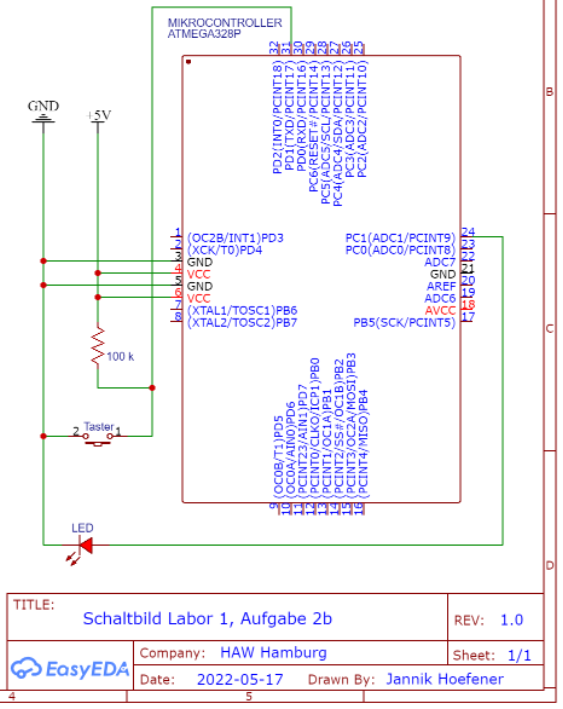 MIKROCONTROLLER
ATMEGA328P
32
31
30
29
28
27
26
25
PD2(INT0/PCINT18)
PD1(TXD/PCINT17)
PD0(RXD/PCINT16)
PC6(RESET#/PCINT14)
PC5(ADC5/SCL/PCINT13)
PC4(ADC4/SDA/PCINT12)
PC3(ADC3/PCINT11)
PC2(ADC2/PCINT10)
B
GND
+5V
1 (OC2B/INT1)PD3
2 (XCK/T0)PD4
3 GND
4 VCC
5 GND
6 VCC
7 (XTAL1/TOSC1)PB6
8 (XTAL2/TOSC2)PB7
PC1(ADC1/PCINT9) 24
PC0(ADC0/PCINT8) 23
ADC7 22
GND 21
AREF 20
ADC6 19
AVCC 18
PB5(SCK/PCINT5) 17
C
100 k
2 Taster 1
(OC0B/T1)PD5
(OC0A/AIN0)PD6
(PCINT23/AIN1)PD7
(PCINT0/CLKO/ICP1)PB0
(PCINT1/OC1A)PB1
(PCINT2/SS#/OC1B)PB2
(PCINT3/OC2A/MOSI)PB3
(PCINT4/MISO)PB4
9
10
11
12
13
14
15
16
LED
D
TITLE:
Schaltbild Labor 1, Aufgabe 2b
REV: 1.0
EasyEDA
Company: HAW Hamburg
Sheet: 1/1
Date: 2022-05-17 Drawn By: Jannik Hoefener
4
5